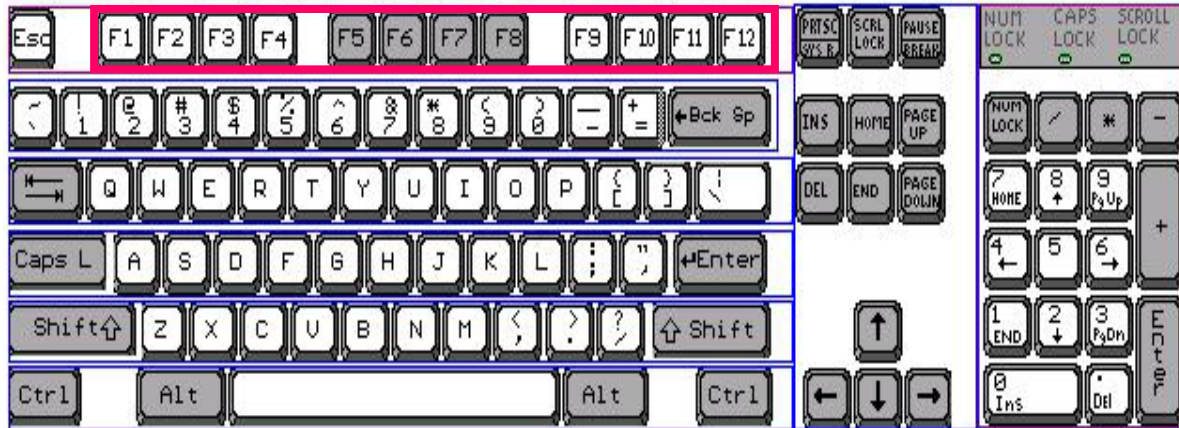 Esc F1 F2 F3 F4 F5 F6 F7 F8 F9 F10 F11 F12 PRTSC SYS R SCRL LOCK PAUSE BREAK NUM LOCK CAPS LOCK SCROLL LOCK
~ ` ! 1 @ 2 # 3 $ 4 % 5 ^ 6 & 7 * 8 ( 9 ) 0 — - + = ←Bck Sp INS HOME PAGE UP NUM LOCK / * -
Q W E R T Y U I O P { [ } ] ¦ \ DEL END PAGE DOWN 7 HOME 8 ↑ 9 PgUp +
Caps L A S D F G H J K L : ; " , ↵Enter 4 ← 5 6 →
Shift⇧ Z X C V B N M < , > . ? / ⇧ Shift ↑ 1 END 2 ↓ 3 PgDn Enter
Ctrl Alt Alt Ctrl ← ↓ → 0 Ins . Del